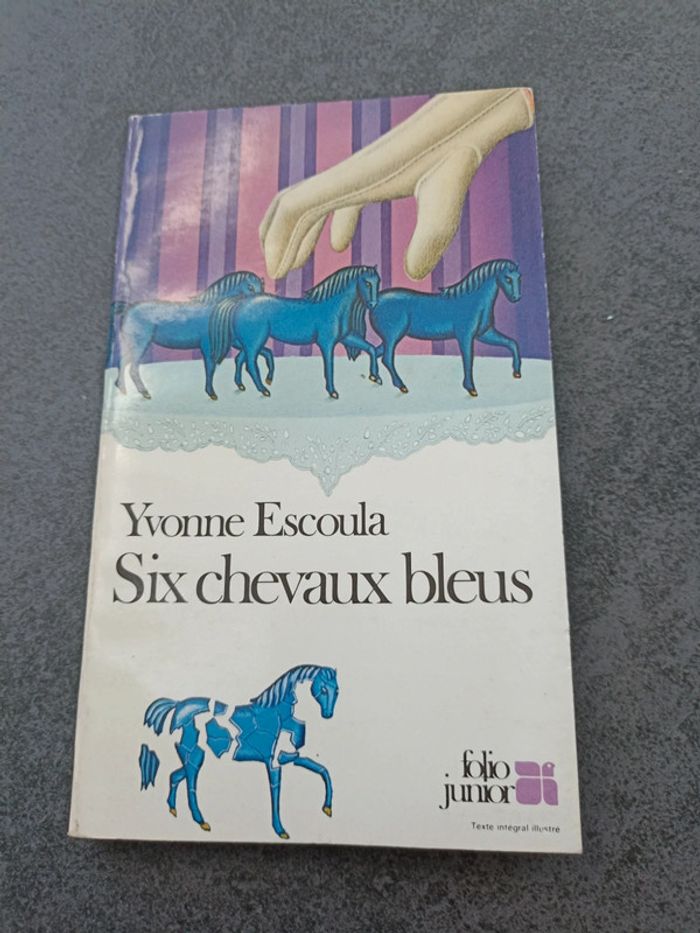 Yvonne Escoula
Six chevaux bleus
folio
junior
Texte intégral illustré